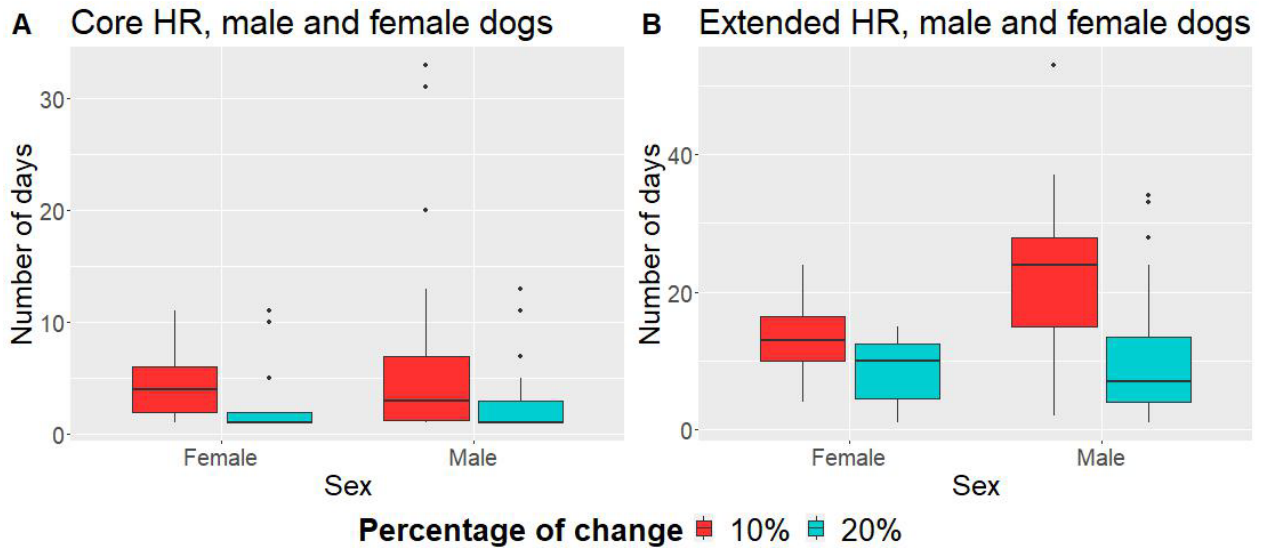 A Core HR, male and female dogs
Number of days
30
20
10
0
Female Male
Sex
B Extended HR, male and female dogs
Number of days
40
20
0
Female Male
Sex
Percentage of change 10% 20%